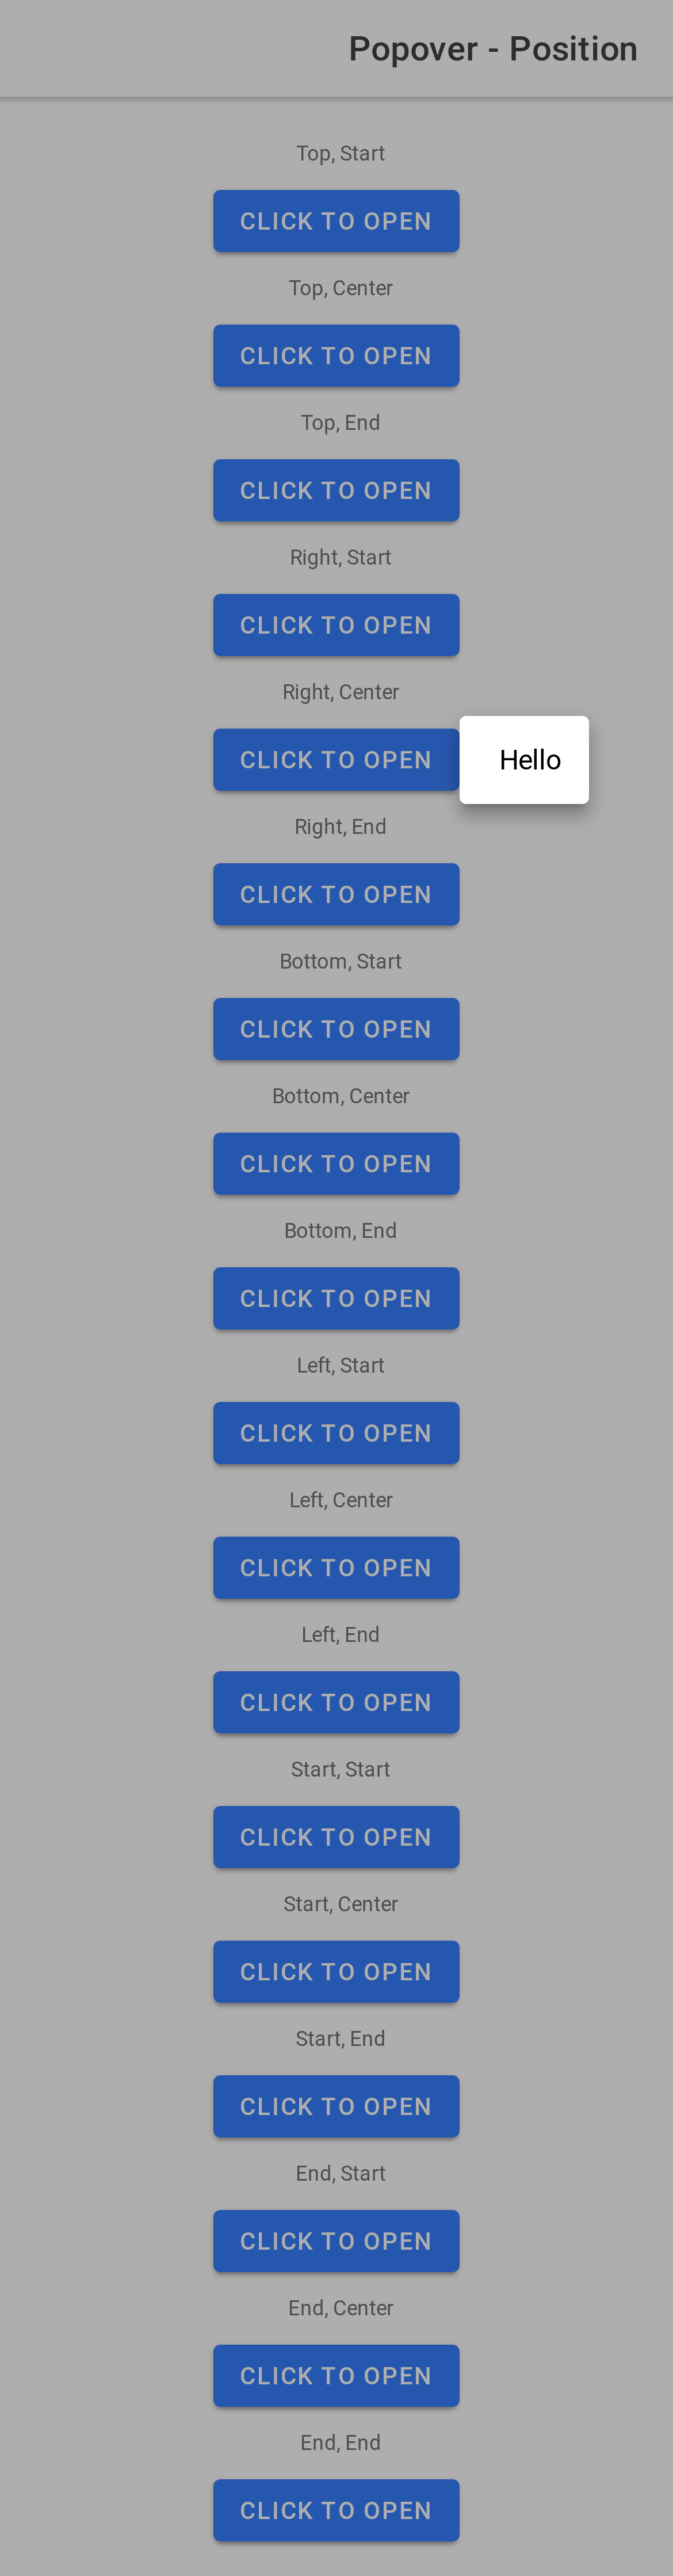 Popover - Position
Top, Start
CLICK TO OPEN
Top, Center
CLICK TO OPEN
Top, End
CLICK TO OPEN
Right, Start
CLICK TO OPEN
Right, Center
CLICK TO OPEN
Hello
Right, End
CLICK TO OPEN
Bottom, Start
CLICK TO OPEN
Bottom, Center
CLICK TO OPEN
Bottom, End
CLICK TO OPEN
Left, Start
CLICK TO OPEN
Left, Center
CLICK TO OPEN
Left, End
CLICK TO OPEN
Start, Start
CLICK TO OPEN
Start, Center
CLICK TO OPEN
Start, End
CLICK TO OPEN
End, Start
CLICK TO OPEN
End, Center
CLICK TO OPEN
End, End
CLICK TO OPEN